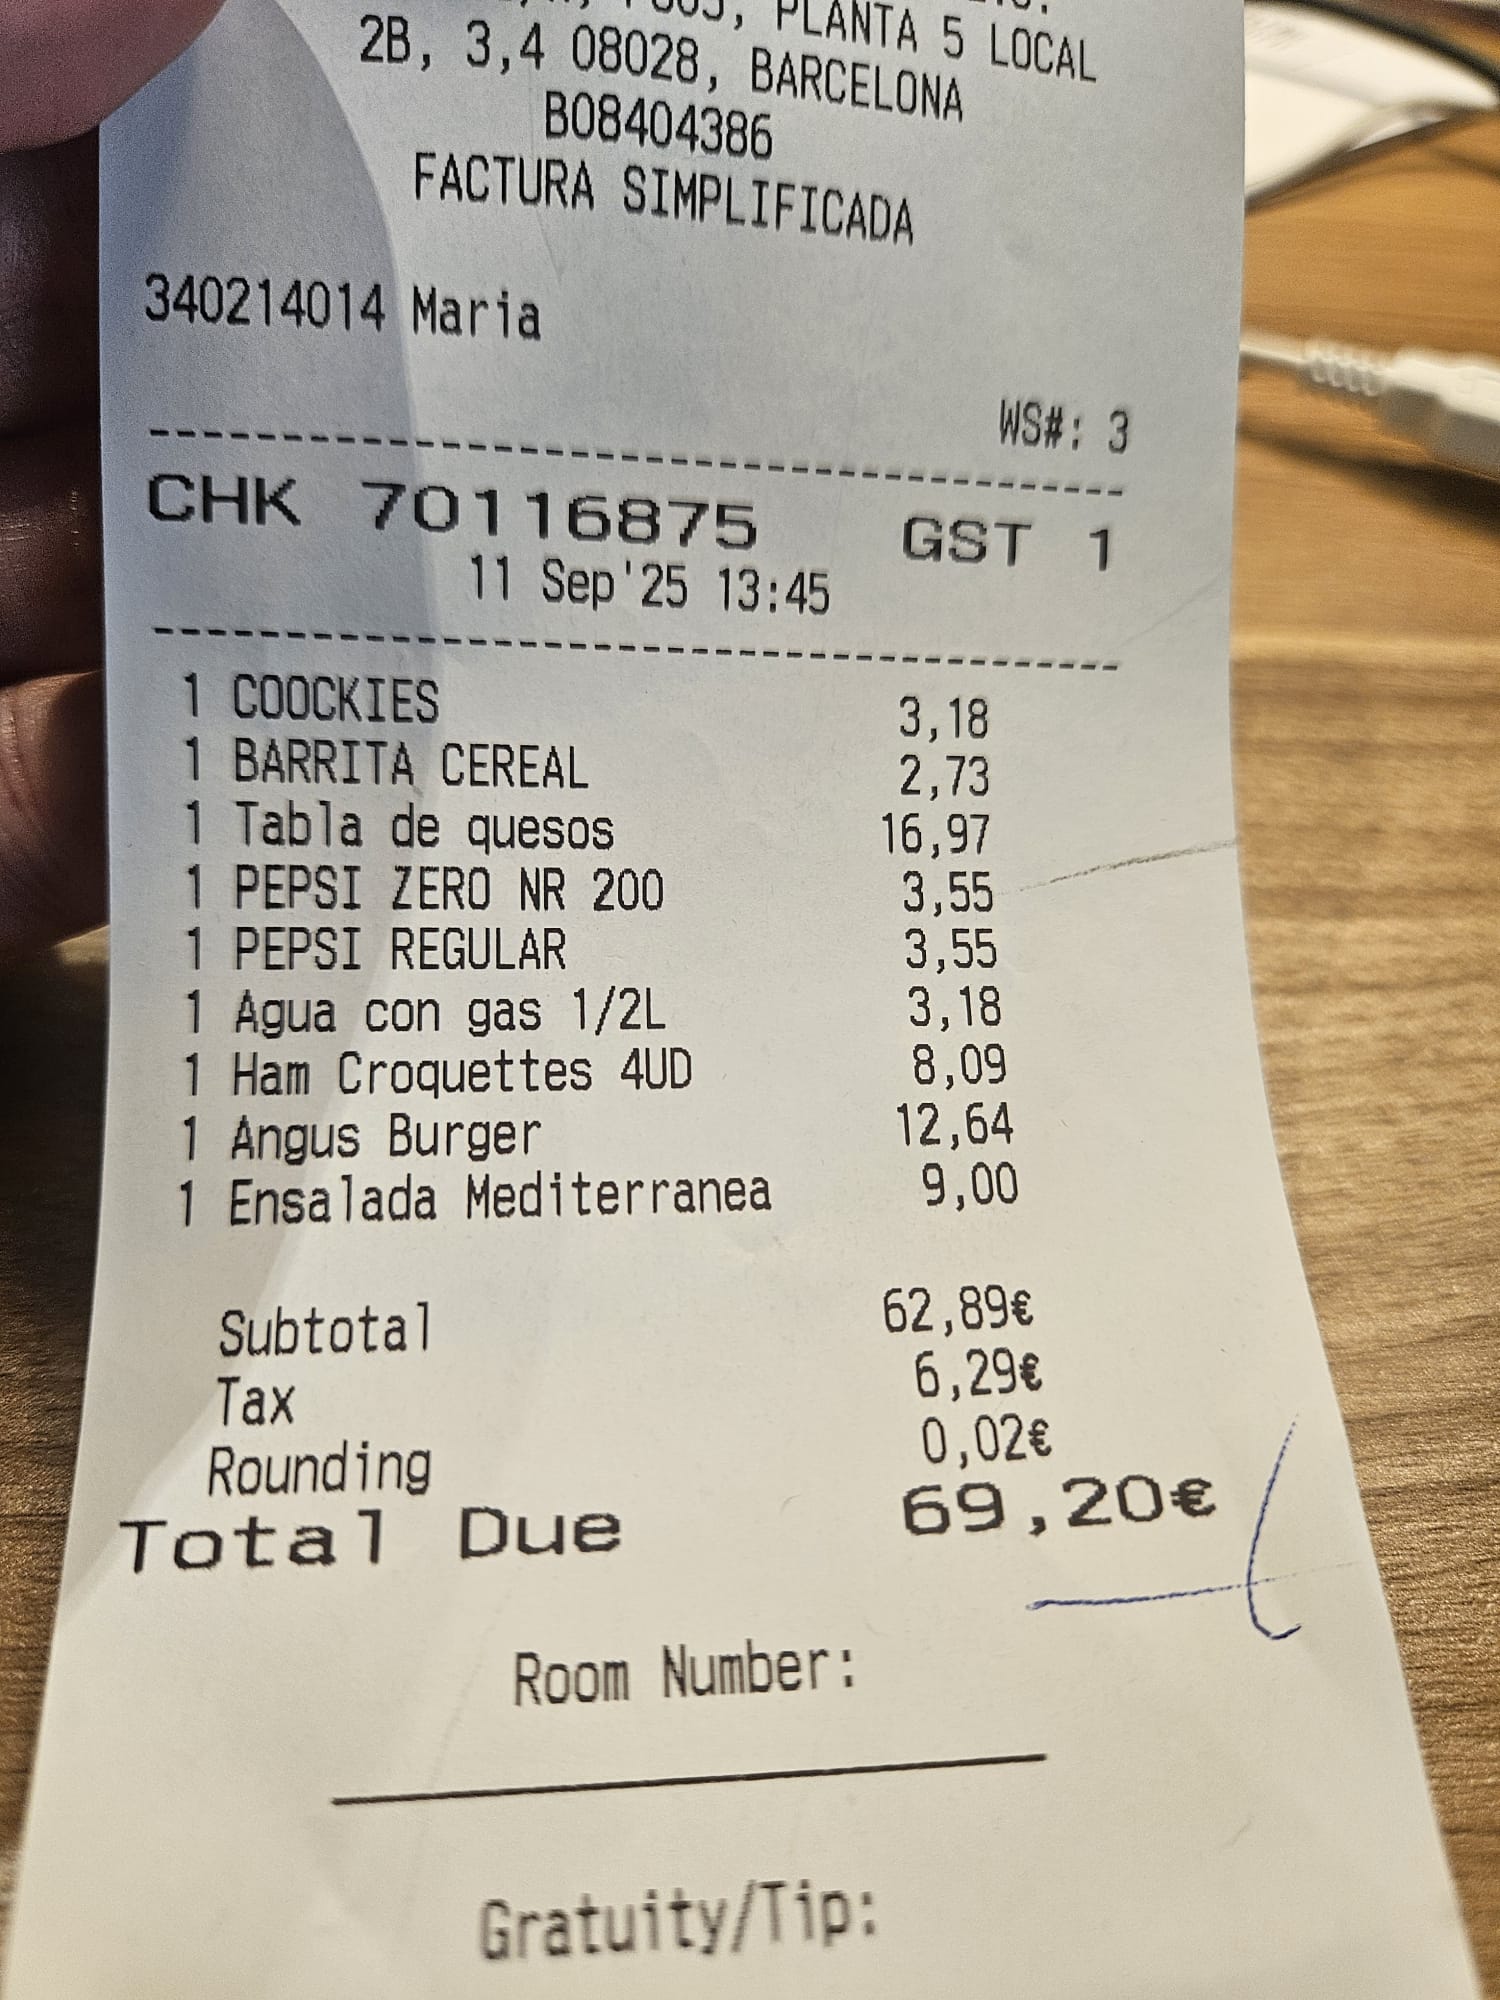 PLANTA 5 LOCAL
2B, 3,4 08028, BARCELONA
B08404386
FACTURA SIMPLIFICADA
340214014 Maria
WS#: 3
CHK 70116875 GST 1
11 Sep'25 13:45
1 COOCKIES 3,18
1 BARRITA CEREAL 2,73
1 Tabla de quesos 16,97
1 PEPSI ZERO NR 200 3,55
1 PEPSI REGULAR 3,55
1 Agua con gas 1/2L 3,18
1 Ham Croquettes 4UD 8,09
1 Angus Burger 12,64
1 Ensalada Mediterranea 9,00
Subtotal 62,89€
Tax 6,29€
Rounding 0,02€
Total Due 69,20€
Room Number:
Gratuity/Tip: